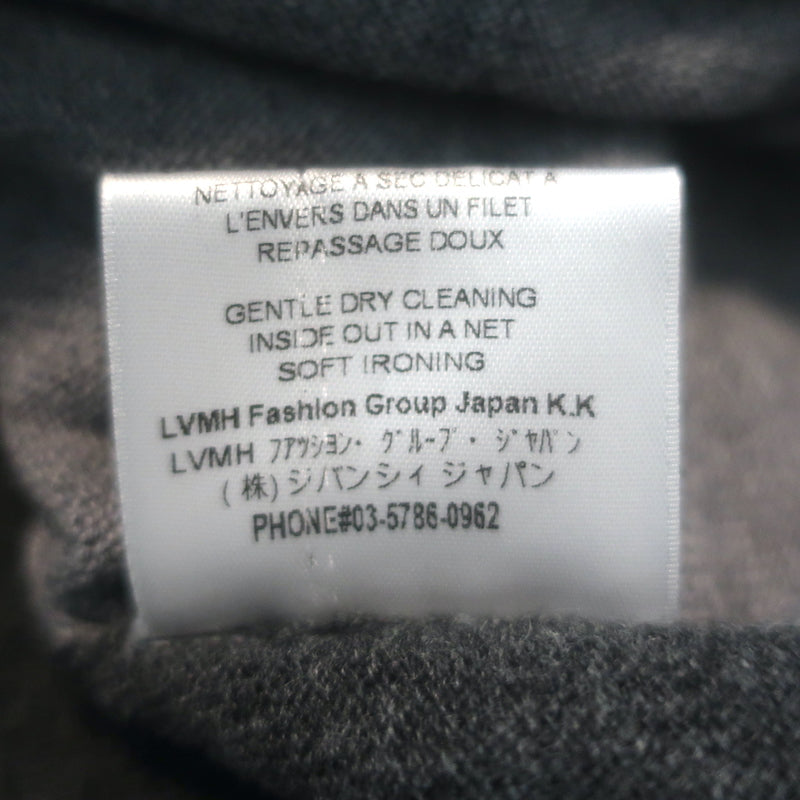 NETTOYAGE A SEC DELICAT A
L'ENVERS DANS UN FILET
REPASSAGE DOUX
GENTLE DRY CLEANING
INSIDE OUT IN A NET
SOFT IRONING
LVMH Fashion Group Japan K.K
LVMH ﾌｱｯｼｮﾝ・ｸﾞﾙｰﾌﾟ・ｼﾞｬﾊﾟﾝ
(株)ジバンシィ ジャパン
PHONE#03-5786-0962